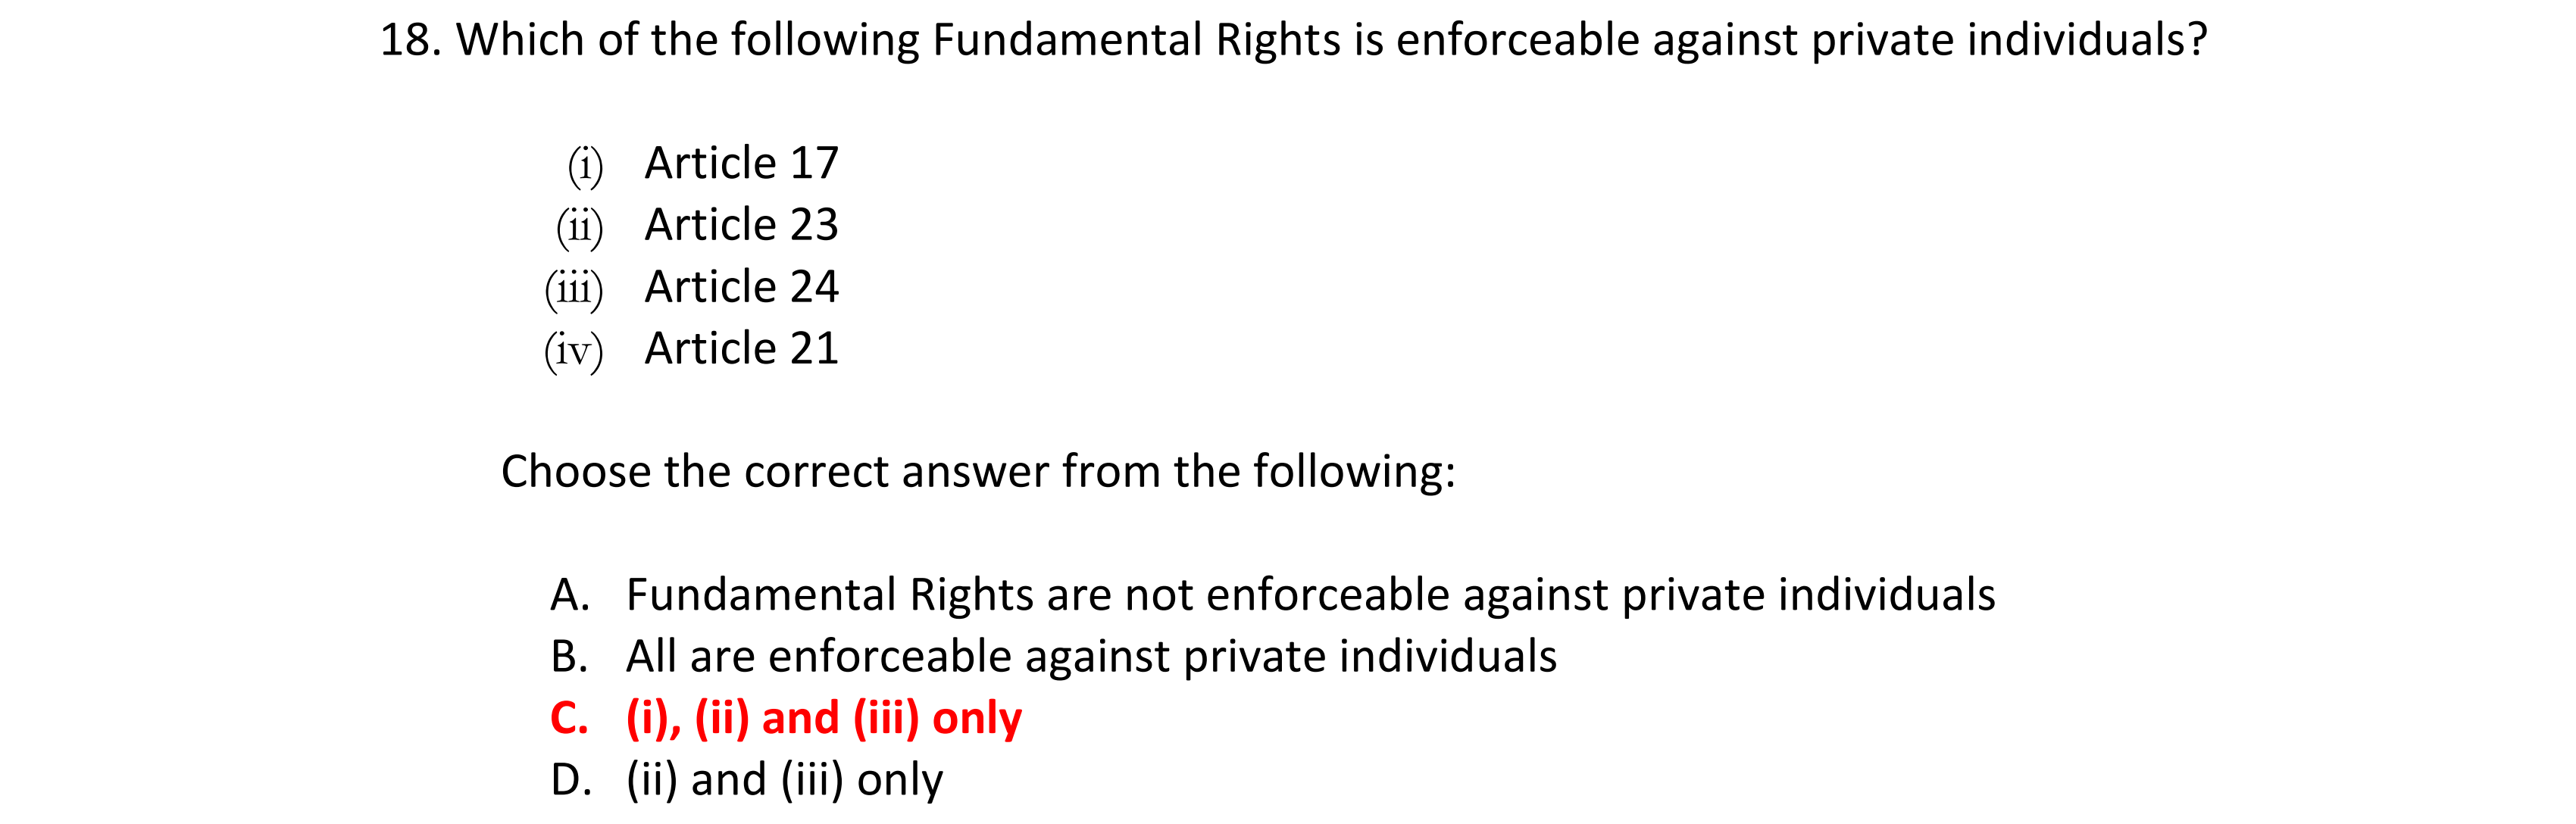 18. Which of the following Fundamental Rights is enforceable against private individuals?
(i) Article 17
(ii) Article 23
(iii) Article 24
(iv) Article 21
Choose the correct answer from the following:
A. Fundamental Rights are not enforceable against private individuals
B. All are enforceable against private individuals
C. (i), (ii) and (iii) only
D. (ii) and (iii) only